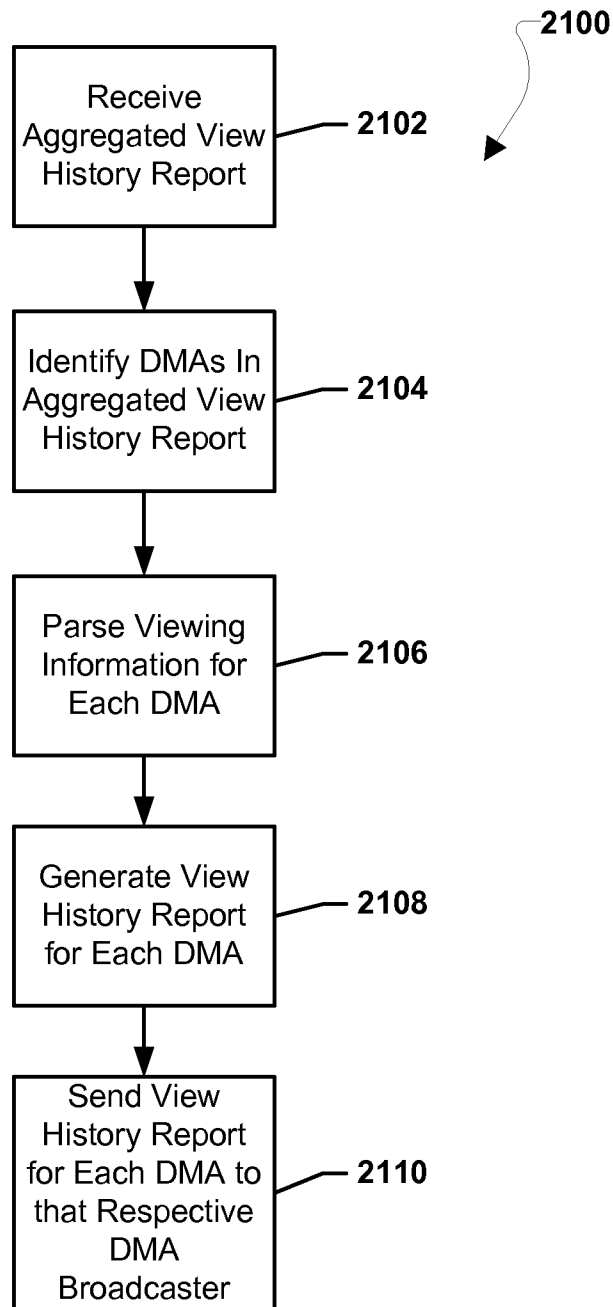 2100
Receive
Aggregated View
History Report
2102
Identify DMAs In
Aggregated View
History Report
2104
Parse Viewing
Information for
Each DMA
2106
Generate View
History Report
for Each DMA
2108
Send View
History Report
for Each DMA to
that Respective
DMA
Broadcaster
2110